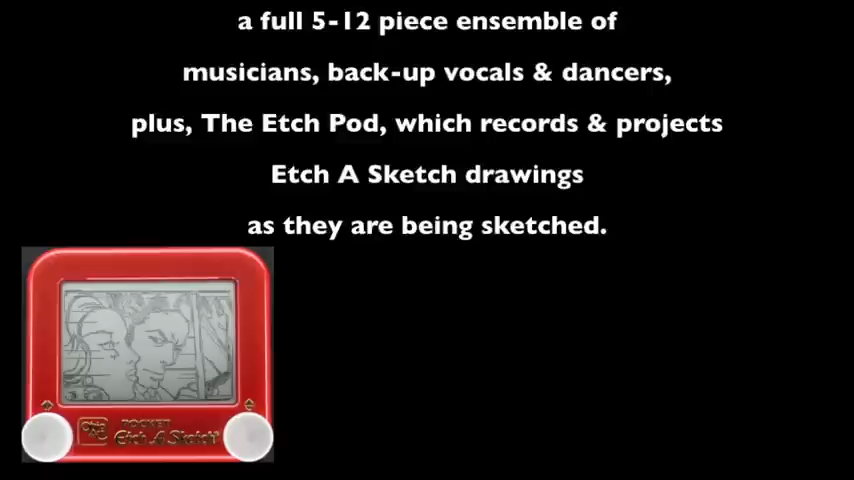 a full 5-12 piece ensemble of
musicians, back-up vocals & dancers,
plus, The Etch Pod, which records & projects
Etch A Sketch drawings
as they are being sketched.
POCKET
Etch A Sketch